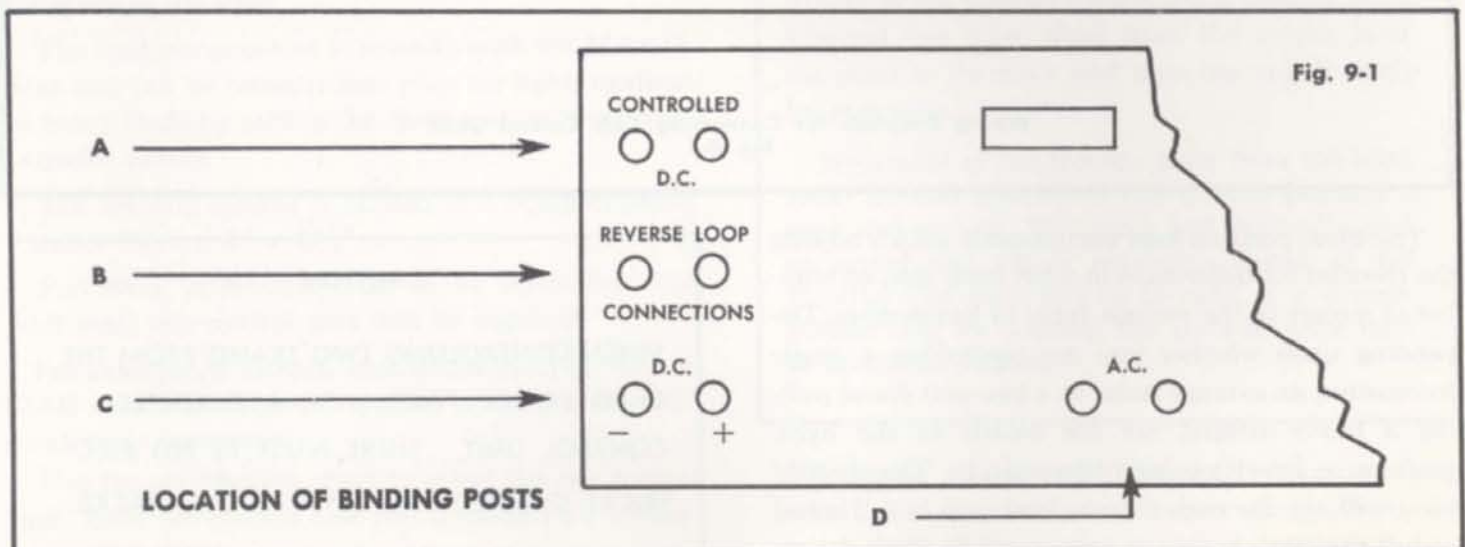 Fig. 9-1
CONTROLLED
A
D.C.
REVERSE LOOP
B
CONNECTIONS
D.C. A.C.
C
− +
LOCATION OF BINDING POSTS
D